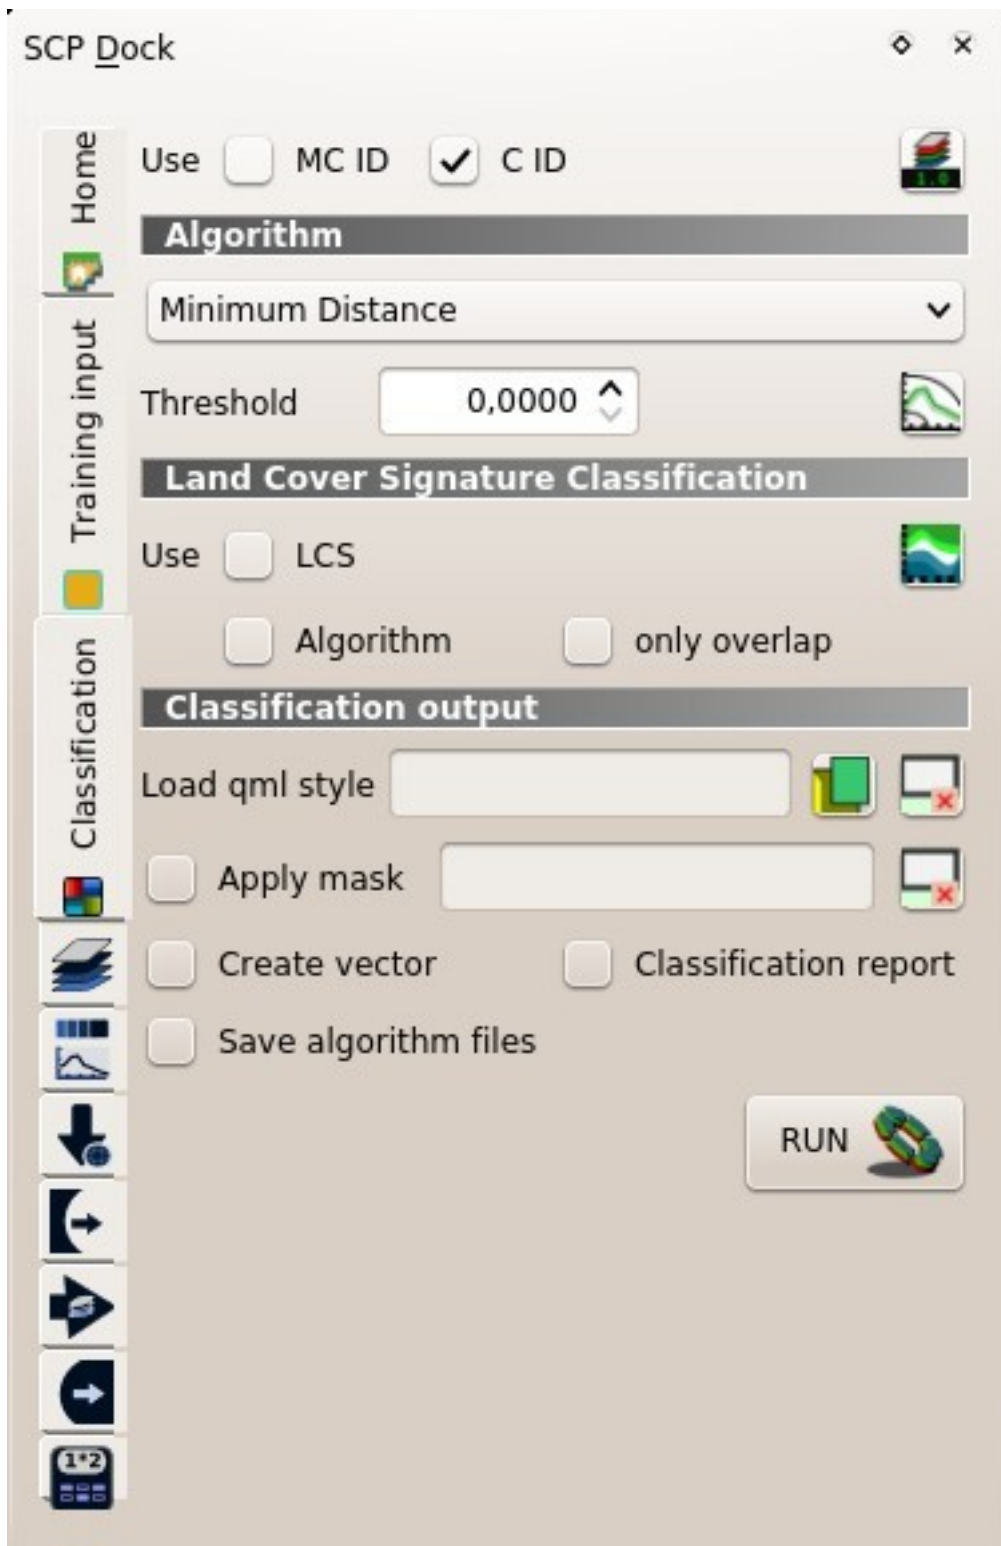 SCP Dock
Home
Use MC ID C ID
1.0
Algorithm
Minimum Distance
Training input
Threshold 0,0000
Land Cover Signature Classification
Use LCS
Algorithm only overlap
Classification
Classification output
Load qml style
Apply mask
Create vector Classification report
Save algorithm files
RUN
1*2